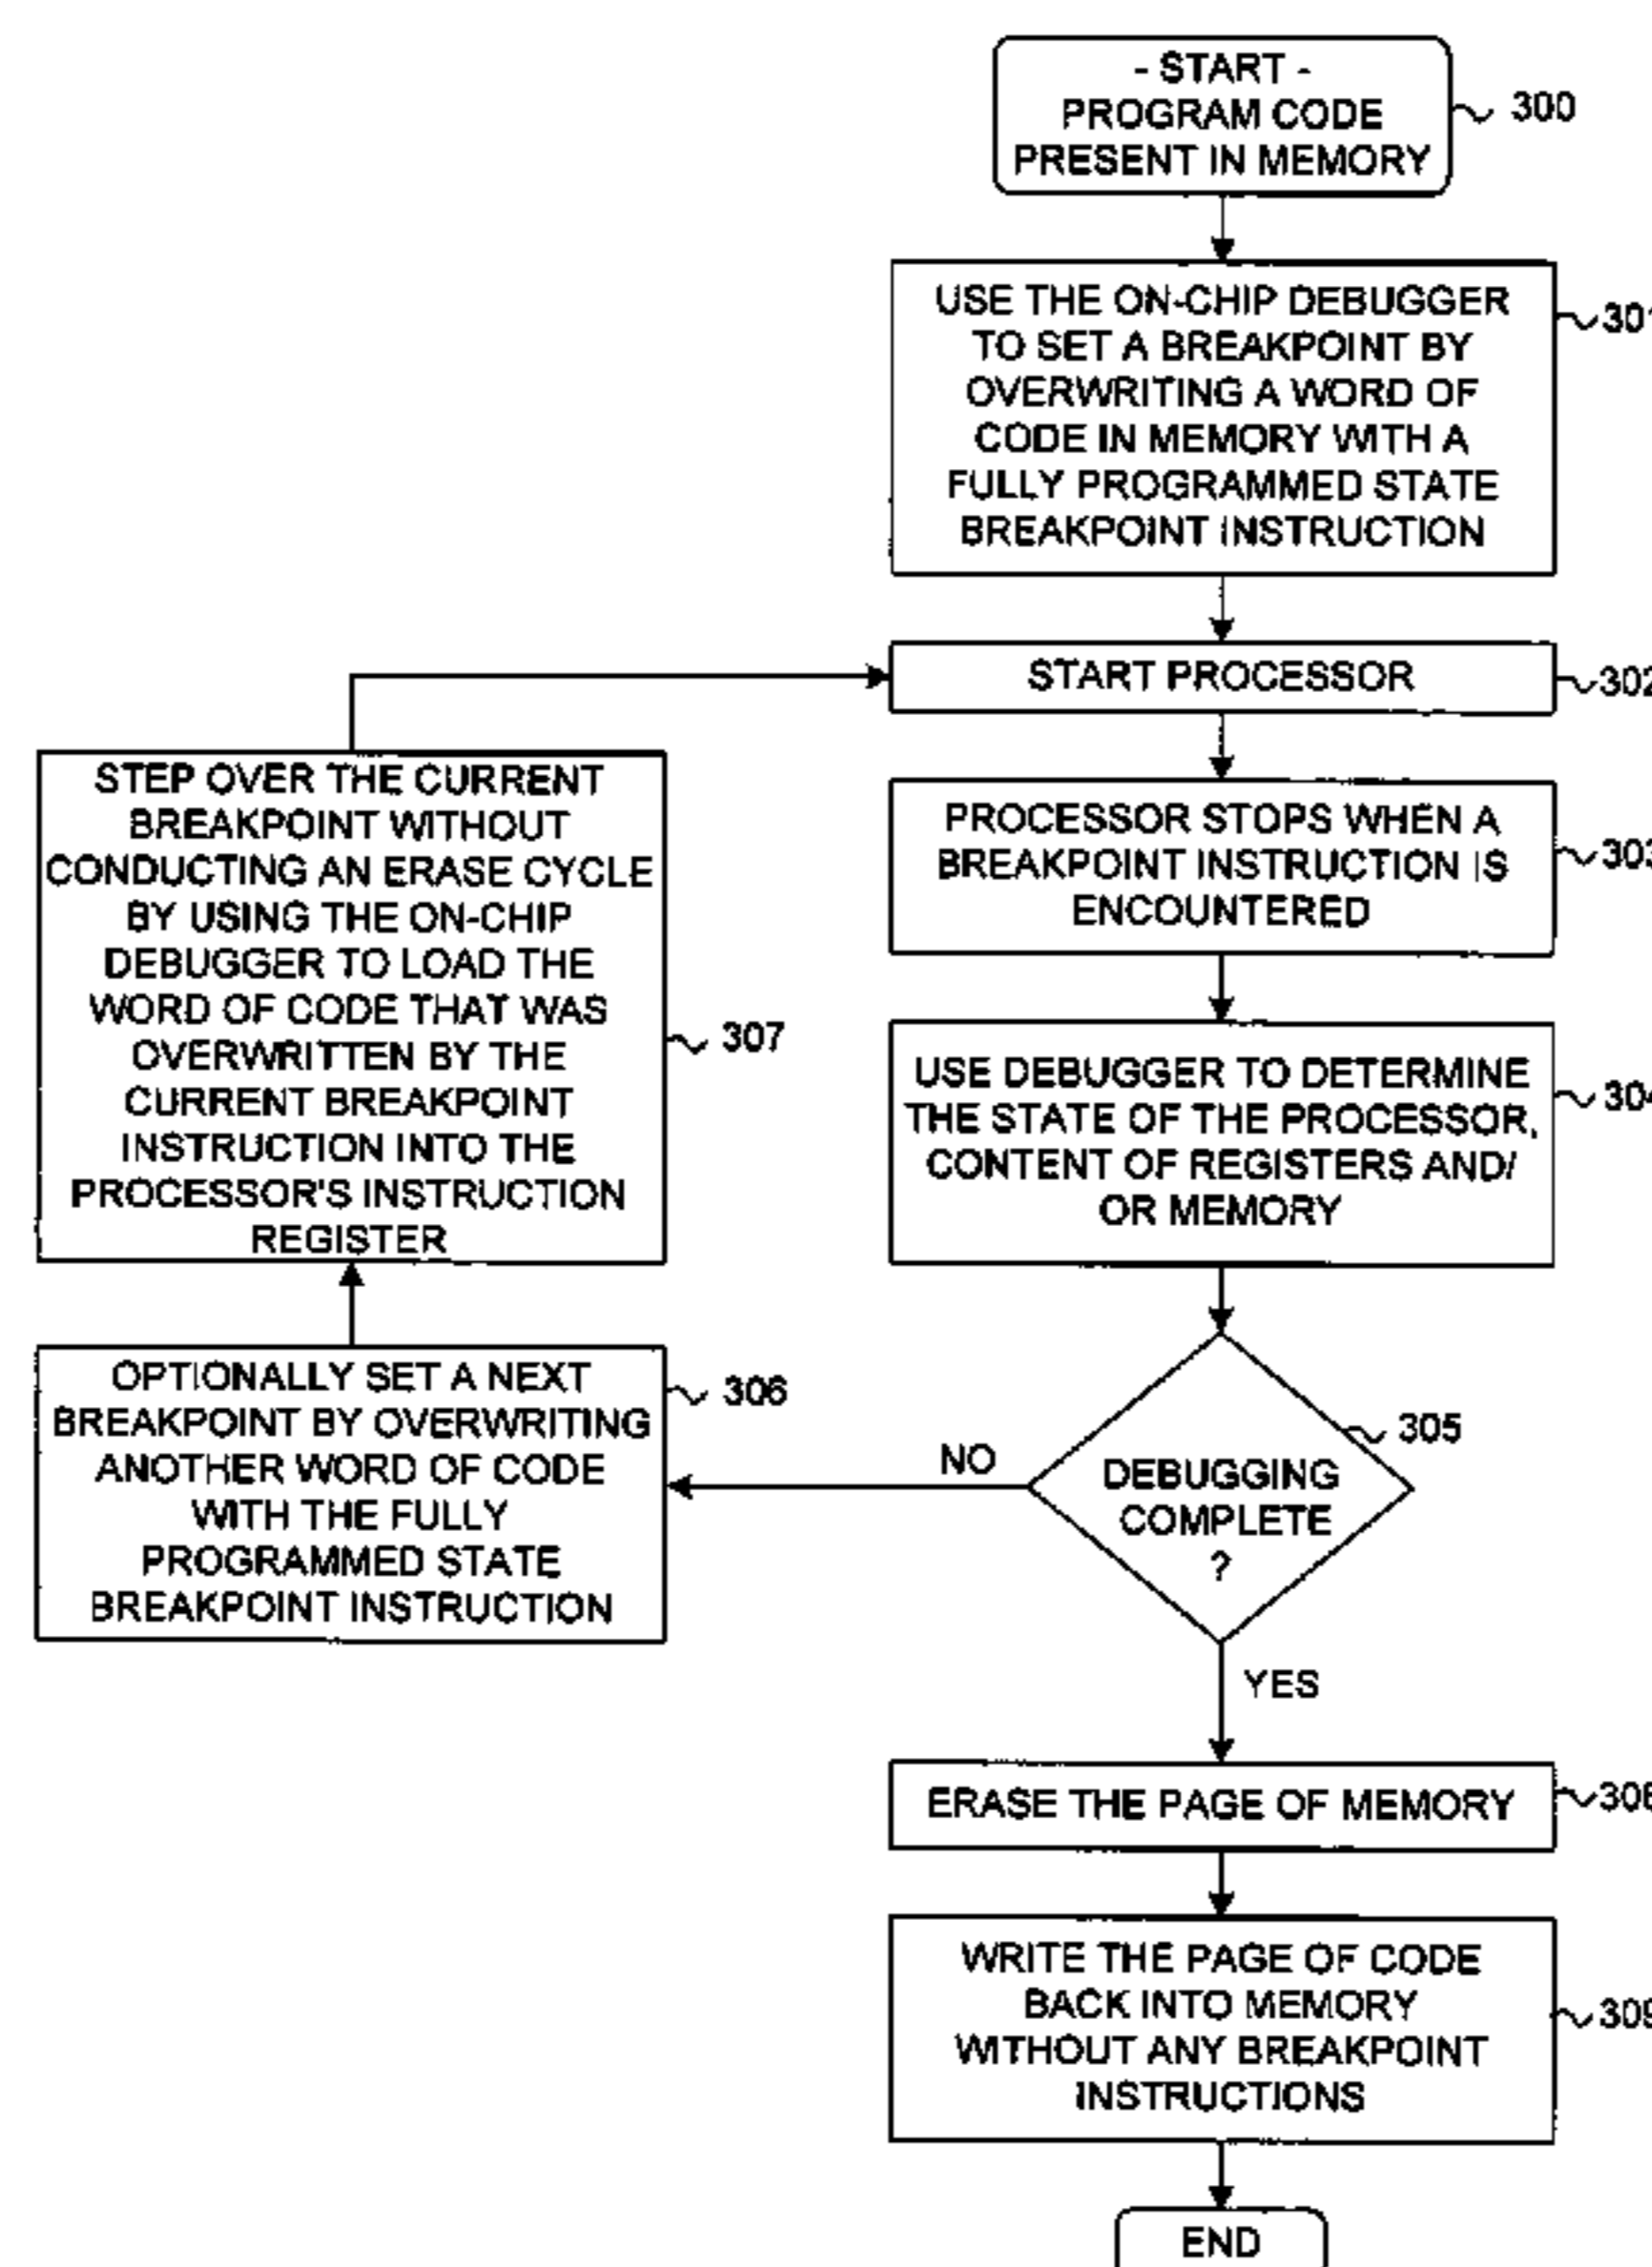 - START -
PROGRAM CODE
PRESENT IN MEMORY
300
USE THE ON-CHIP DEBUGGER
TO SET A BREAKPOINT BY
OVERWRITING A WORD OF
CODE IN MEMORY WITH A
FULLY PROGRAMMED STATE
BREAKPOINT INSTRUCTION
301
START PROCESSOR
302
PROCESSOR STOPS WHEN A
BREAKPOINT INSTRUCTION IS
ENCOUNTERED
303
USE DEBUGGER TO DETERMINE
THE STATE OF THE PROCESSOR,
CONTENT OF REGISTERS AND/
OR MEMORY
304
DEBUGGING
COMPLETE
?
305
NO
OPTIONALLY SET A NEXT
BREAKPOINT BY OVERWRITING
ANOTHER WORD OF CODE
WITH THE FULLY
PROGRAMMED STATE
BREAKPOINT INSTRUCTION
306
STEP OVER THE CURRENT
BREAKPOINT WITHOUT
CONDUCTING AN ERASE CYCLE
BY USING THE ON-CHIP
DEBUGGER TO LOAD THE
WORD OF CODE THAT WAS
OVERWRITTEN BY THE
CURRENT BREAKPOINT
INSTRUCTION INTO THE
PROCESSOR'S INSTRUCTION
REGISTER
307
YES
ERASE THE PAGE OF MEMORY
308
WRITE THE PAGE OF CODE
BACK INTO MEMORY
WITHOUT ANY BREAKPOINT
INSTRUCTIONS
309
END